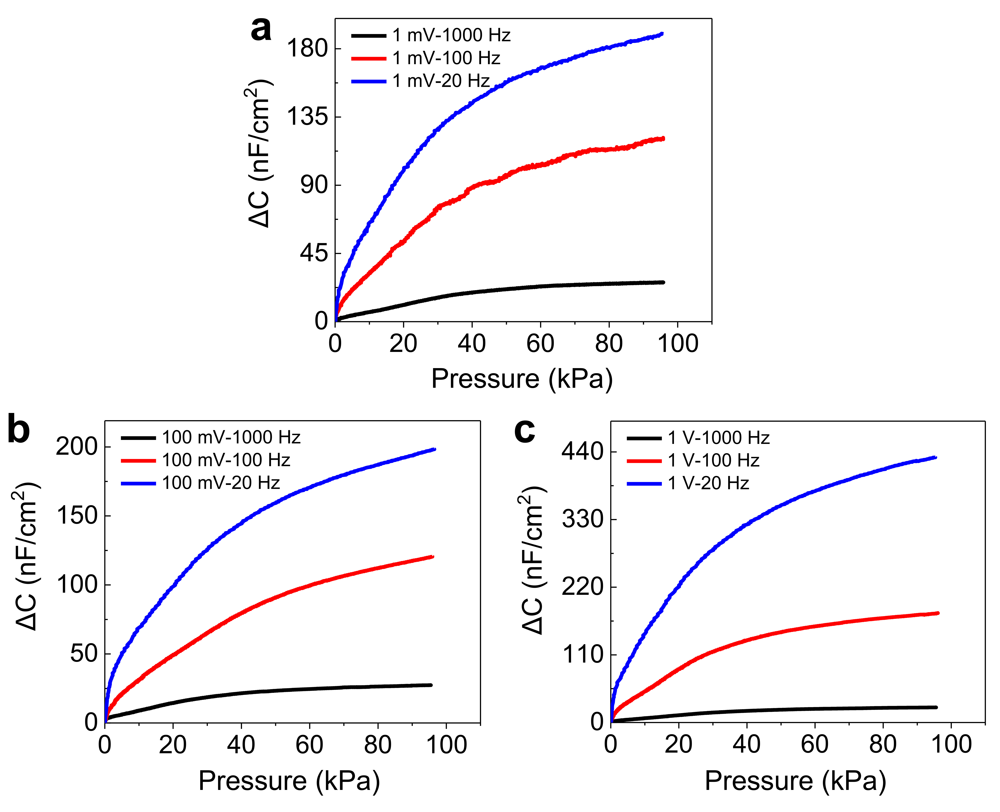 a
1 mV-1000 Hz
1 mV-100 Hz
1 mV-20 Hz
ΔC (nF/cm²)
180
135
90
45
0
0 20 40 60 80 100
Pressure (kPa)
b
100 mV-1000 Hz
100 mV-100 Hz
100 mV-20 Hz
ΔC (nF/cm²)
200
150
100
50
0
0 20 40 60 80 100
Pressure (kPa)
c
1 V-1000 Hz
1 V-100 Hz
1 V-20 Hz
ΔC (nF/cm²)
440
330
220
110
0
0 20 40 60 80 100
Pressure (kPa)